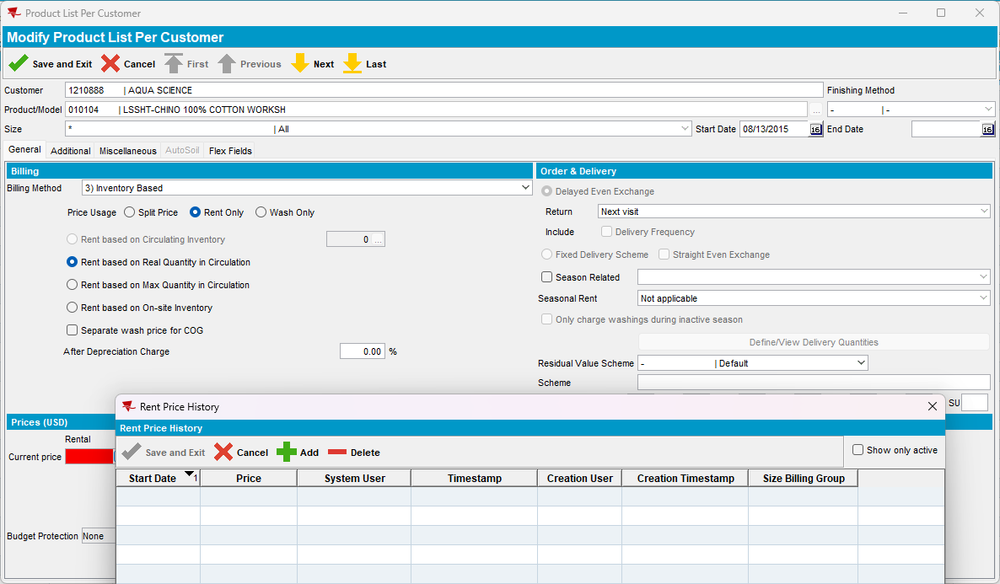 Product List Per Customer
Modify Product List Per Customer
Save and Exit Cancel First Previous Next Last
Customer 1210888 | AQUA SCIENCE Finishing Method
Product/Model 010104 | LSSHT-CHINO 100% COTTON WORKSH ... - | -
Size * | All Start Date 08/13/2015 16 End Date 16
General Additional Miscellaneous AutoSoil Flex Fields
Billing Order & Delivery
Billing Method 3) Inventory Based Delayed Even Exchange
Price Usage Split Price Rent Only Wash Only Return Next visit
Include Delivery Frequency
Rent based on Circulating Inventory 0 ...
Fixed Delivery Scheme Straight Even Exchange
Rent based on Real Quantity in Circulation
Season Related
Rent based on Max Quantity in Circulation
Seasonal Rent Not applicable
Rent based on On-site Inventory
Only charge washings during inactive season
Separate wash price for COG
Define/View Delivery Quantities
After Depreciation Charge 0.00 %
Residual Value Scheme - | Default
Scheme
SU
Prices (USD)
Rental
Current price
Budget Protection None
Rent Price History
Rent Price History
Save and Exit Cancel Add Delete Show only active
Start Date 1 Price System User Timestamp Creation User Creation Timestamp Size Billing Group